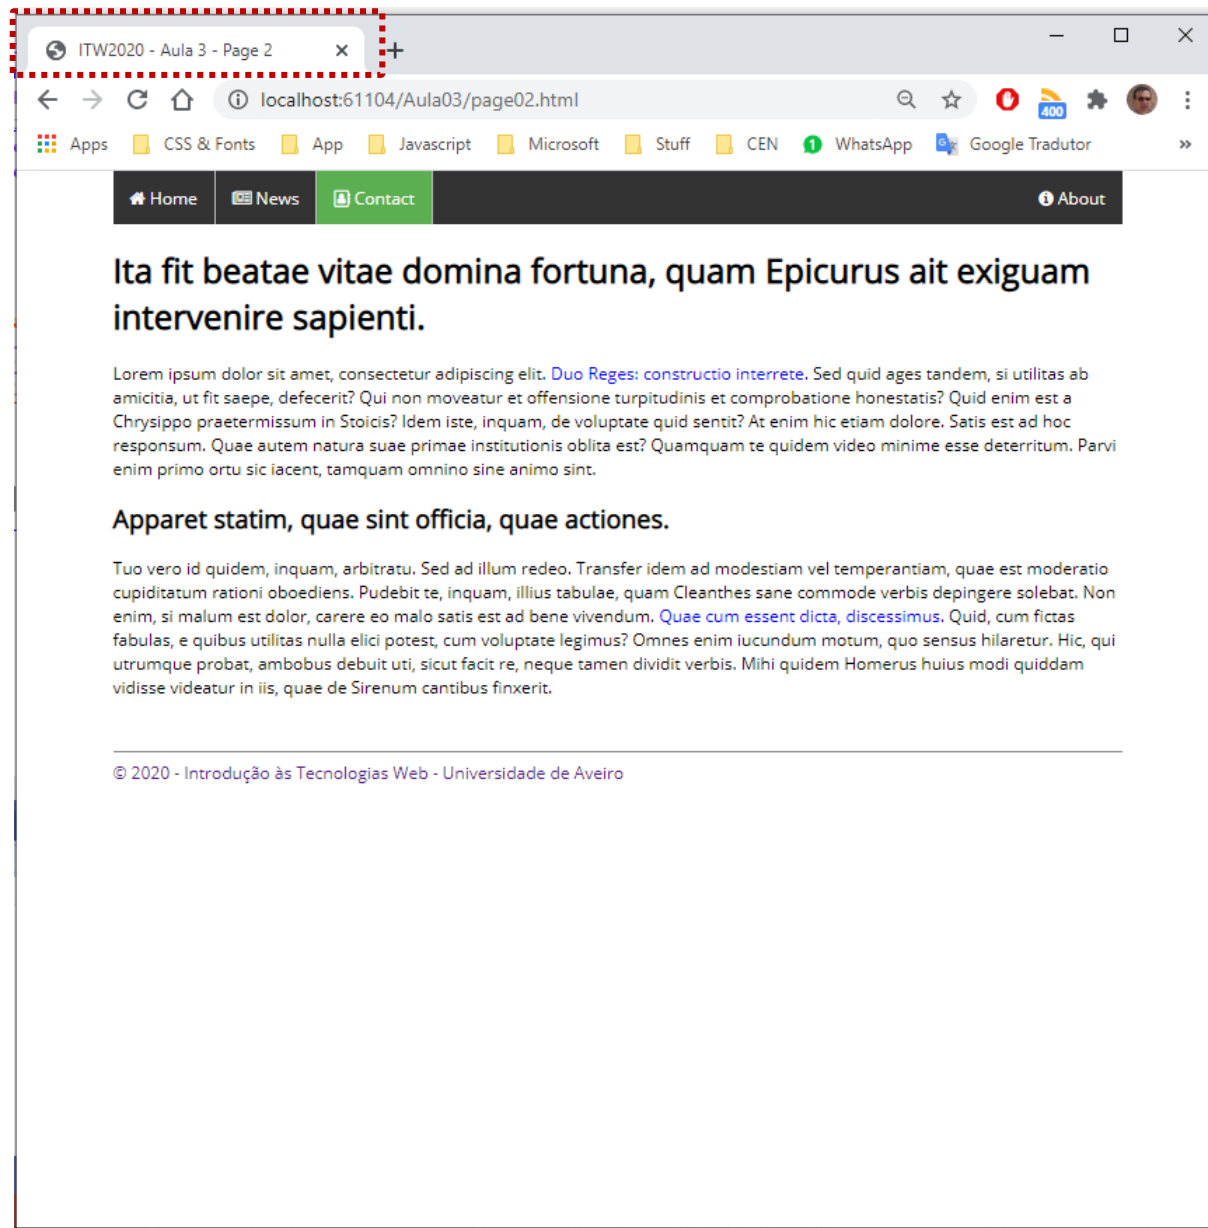 ITW2020 - Aula 3 - Page 2
localhost:61104/Aula03/page02.html
400
Apps CSS & Fonts App Javascript Microsoft Stuff CEN 1 WhatsApp Google Tradutor »
Home News Contact About
Ita fit beatae vitae domina fortuna, quam Epicurus ait exiguam
intervenire sapienti.
Lorem ipsum dolor sit amet, consectetur adipiscing elit. Duo Reges: constructio interrete. Sed quid ages tandem, si utilitas ab
amicitia, ut fit saepe, defecerit? Qui non moveatur et offensione turpitudinis et comprobatione honestatis? Quid enim est a
Chrysippo praetermissum in Stoicis? Idem iste, inquam, de voluptate quid sentit? At enim hic etiam dolore. Satis est ad hoc
responsum. Quae autem natura suae primae institutionis oblita est? Quamquam te quidem video minime esse deterritum. Parvi
enim primo ortu sic iacent, tamquam omnino sine animo sint.
Apparet statim, quae sint officia, quae actiones.
Tuo vero id quidem, inquam, arbitratu. Sed ad illum redeo. Transfer idem ad modestiam vel temperantiam, quae est moderatio
cupiditatum rationi oboediens. Pudebit te, inquam, illius tabulae, quam Cleanthes sane commode verbis depingere solebat. Non
enim, si malum est dolor, carere eo malo satis est ad bene vivendum. Quae cum essent dicta, discessimus. Quid, cum fictas
fabulas, e quibus utilitas nulla elici potest, cum voluptate legimus? Omnes enim iucundum motum, quo sensus hilaretur. Hic, qui
utrumque probat, ambobus debuit uti, sicut facit re, neque tamen dividit verbis. Mihi quidem Homerus huius modi quiddam
vidisse videatur in iis, quae de Sirenum cantibus finxerit.
© 2020 - Introdução às Tecnologias Web - Universidade de Aveiro